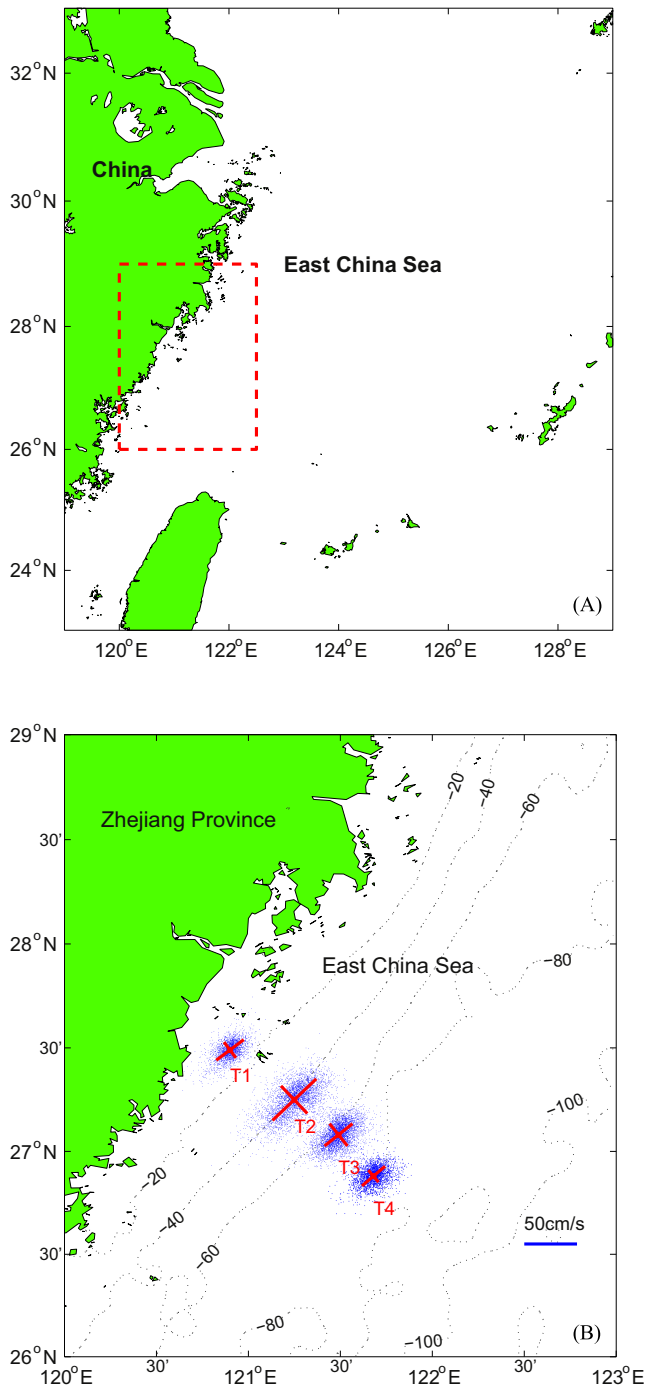 32°N
China
30°N
East China Sea
28°N
26°N
24°N
(A)
120°E
122°E
124°E
126°E
128°E
29°N
−20
−40
−60
Zhejiang Province
30'
28°N
East China Sea
−80
30'
T1
−100
T2
27°N
T3
−20
T4
−40
50cm/s
30'
−60
−80
−100
(B)
26°N
120°E
30'
121°E
30'
122°E
30'
123°E